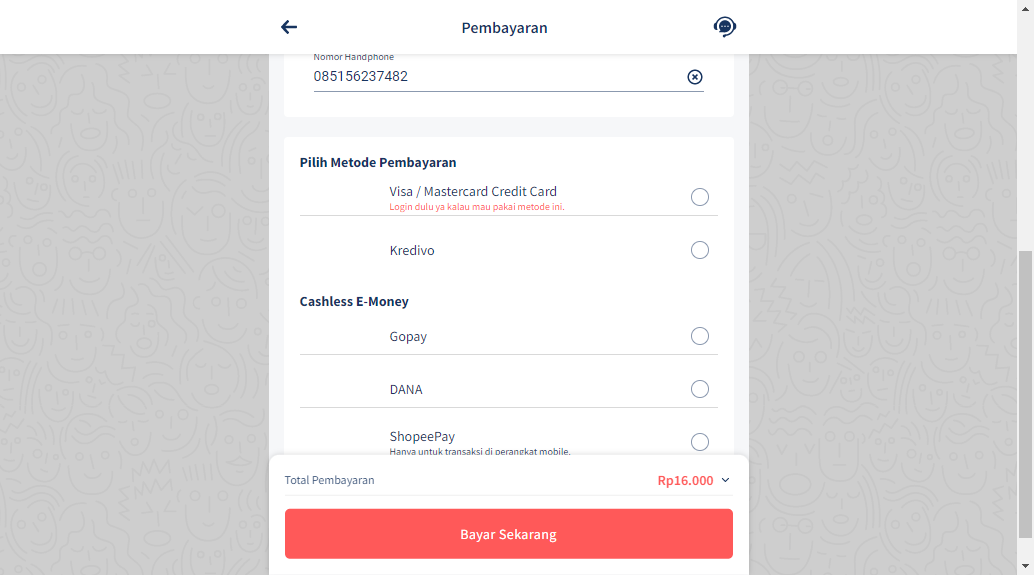 Pembayaran
Nomor Handphone
085156237482
Pilih Metode Pembayaran
Visa / Mastercard Credit Card
Login dulu ya kalau mau pakai metode ini.
Kredivo
Cashless E-Money
Gopay
DANA
ShopeePay
Hanya untuk transaksi di perangkat mobile.
Total Pembayaran Rp16.000
Bayar Sekarang